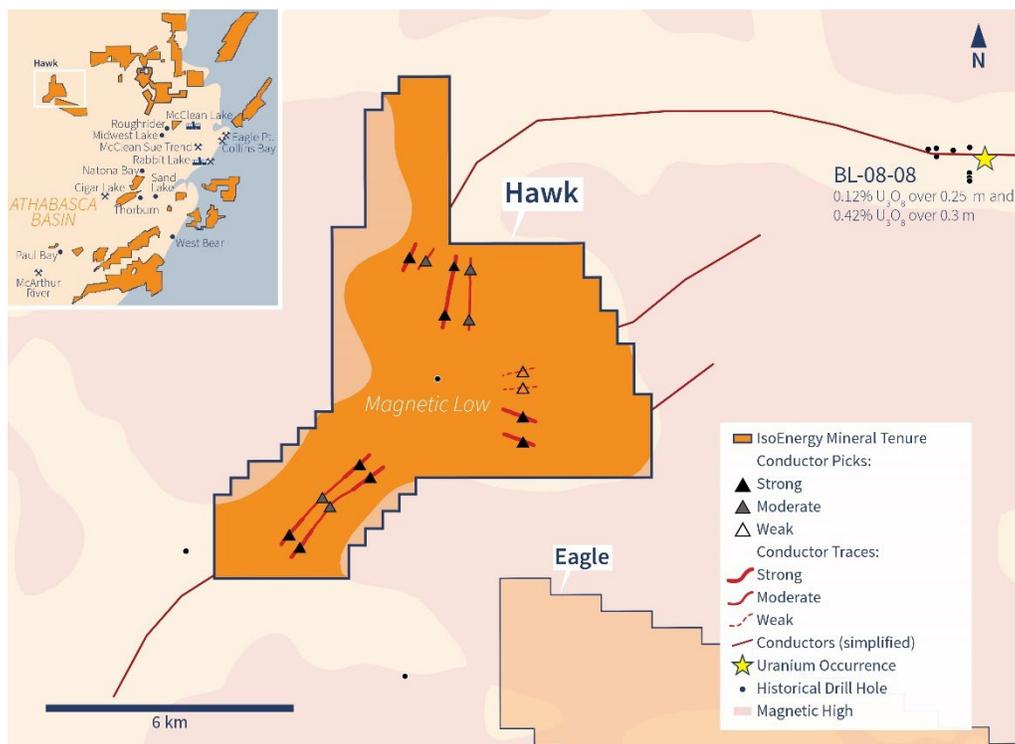 Hawk
McClean Lake
Roughrider
Midwest Lake
Eagle Pt.
McClean Sue Trend
Collins Bay
Rabbit Lake
Natona Bay
Sand
Lake
Cigar Lake
ATHABASCA
BASIN
Thorburn
West Bear
Paul Bay
McArthur
River
N
BL-08-08
0.12% U₃O₈ over 0.25 m and
0.42% U₃O₈ over 0.3 m
Hawk
Magnetic Low
Eagle
6 km
IsoEnergy Mineral Tenure
Conductor Picks:
Strong
Moderate
Weak
Conductor Traces:
Strong
Moderate
Weak
Conductors (simplified)
Uranium Occurrence
Historical Drill Hole
Magnetic High